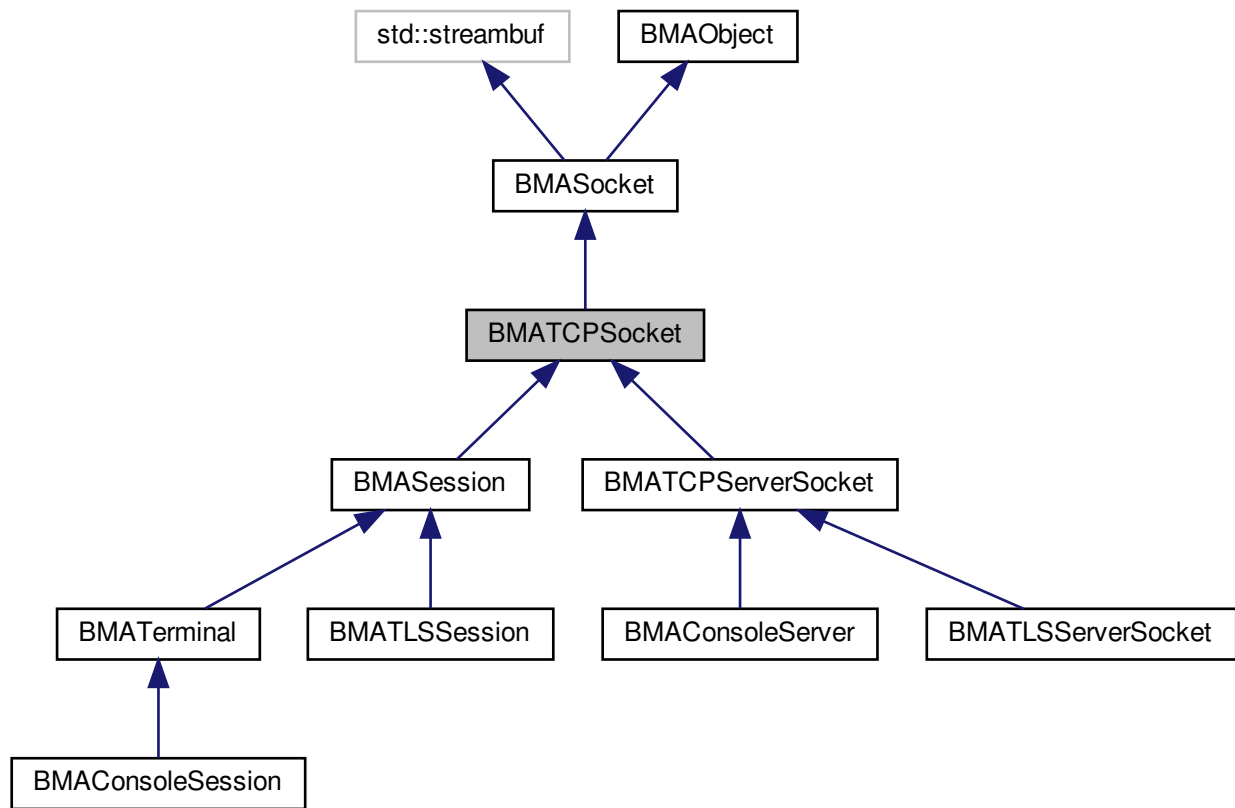 std::streambuf
BMAObject
BMASocket
BMATCPSocket
BMASession
BMATCPServerSocket
BMATerminal
BMATLSSession
BMAConsoleServer
BMATLSServerSocket
BMAConsoleSession